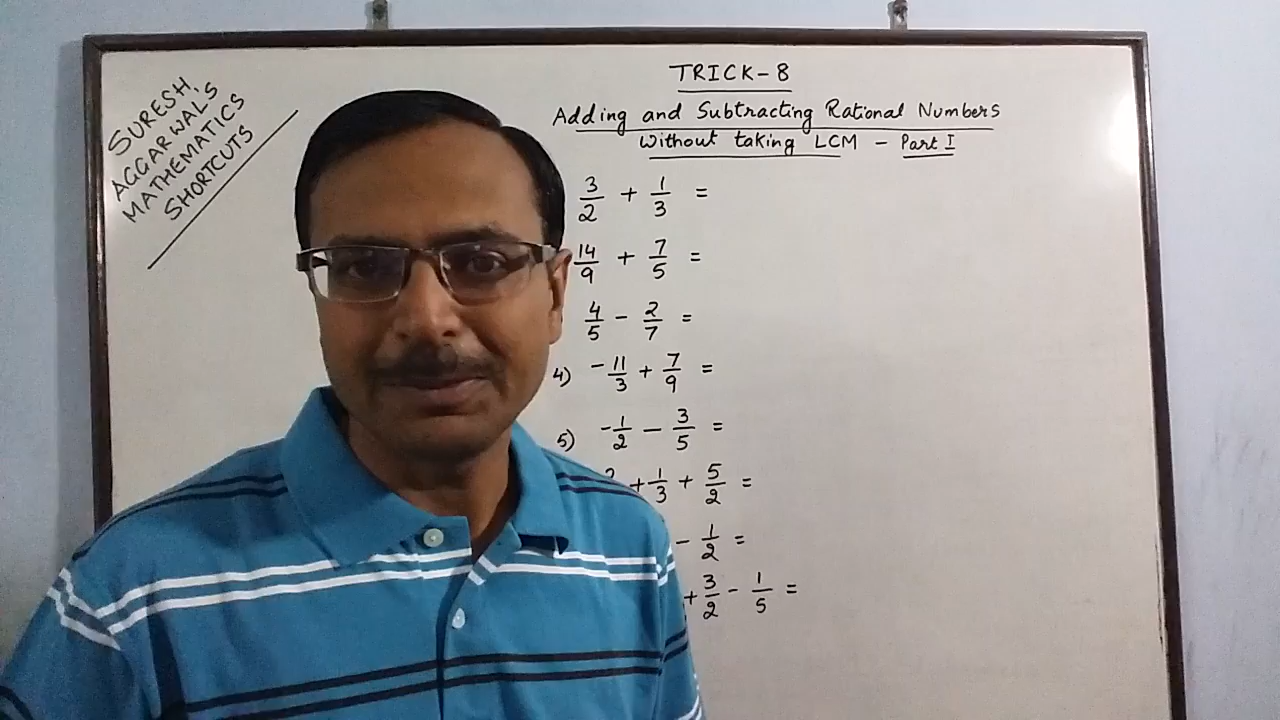 SURESH
AGGARWAL'S
MATHEMATICS
SHORTCUTS
TRICK-8
Adding and Subtracting Rational Numbers
Without taking LCM - Part I
3/2 + 1/3 =
14/9 + 7/5 =
4/5 - 2/7 =
4) -11/3 + 7/9 =
5) -1/2 - 3/5 =
+ 1/3 + 5/2 =
- 1/2 =
+ 3/2 - 1/5 =